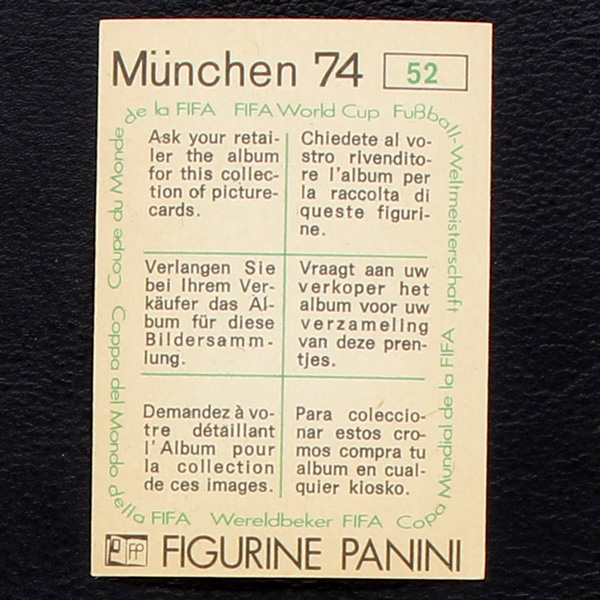 München 74 52
de la FIFA FIFA World Cup Fußball-Weltmeisterschaft
Ask your retai-
ler the album
for this collec-
tion of picture-
cards.
Chiedete al vo-
stro rivendito-
re l'album per
la raccolta di
queste figuri-
ne.
Verlangen Sie
bei Ihrem Ver-
käufer das Al-
bum für diese
Bildersamm-
lung.
Vraagt aan uw
verkoper het
album voor uw
verzameling
van deze pren-
tjes.
Demandez à vo-
tre détaillant
l'Album pour
la collection
de ces images.
Para coleccio-
nar estos cro-
mos compra tu
album en cual-
quier kiosko.
Coupe du Monde
Coppa del Mondo
Copa Mundial de la FIFA
della FIFA Wereldbeker FIFA
FP FIGURINE PANINI